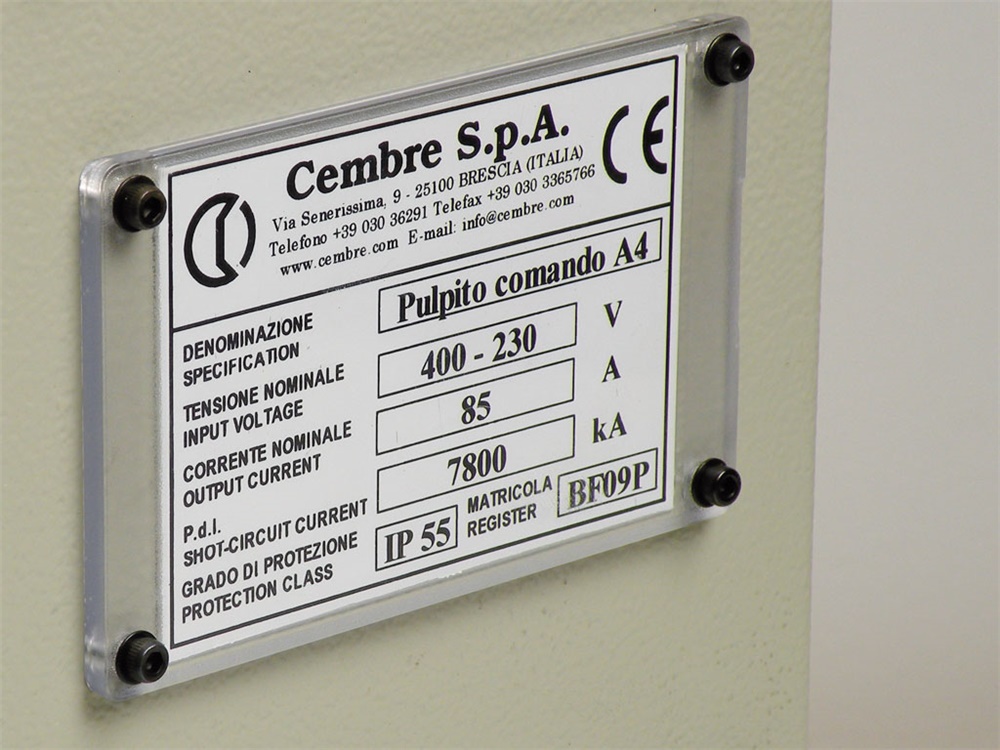 Cembre S.p.A.
CE
Via Senerissima, 9 - 25100 BRESCIA (ITALIA)
Telefono +39 030 36291 Telefax +39 030 3365766
www.cembre.com E-mail: info@cembre.com
DENOMINAZIONE
SPECIFICATION
Pulpito comando A4
TENSIONE NOMINALE
INPUT VOLTAGE
400 - 230 V
CORRENTE NOMINALE
OUTPUT CURRENT
85 A
P.d.I.
SHOT-CIRCUIT CURRENT
7800 kA
GRADO DI PROTEZIONE
PROTECTION CLASS
IP 55
MATRICOLA
REGISTER
BF09P